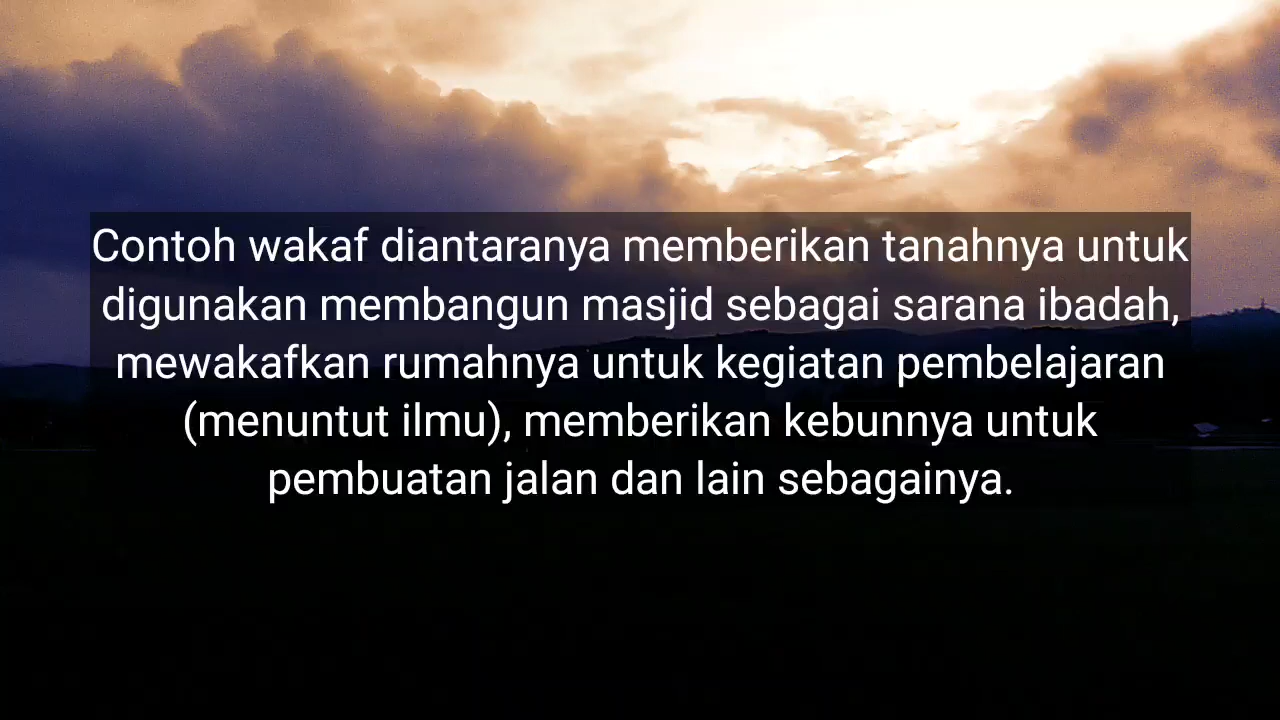 Contoh wakaf diantaranya memberikan tanahnya untuk
digunakan membangun masjid sebagai sarana ibadah,
mewakafkan rumahnya untuk kegiatan pembelajaran
(menuntut ilmu), memberikan kebunnya untuk
pembuatan jalan dan lain sebagainya.